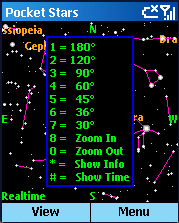 Pocket Stars
ssiopeia
N
Dra
Ceph
1 = 180°
2 = 120°
3 = 90°
4 = 60°
5 = 45°
6 = 36°
7 = 30°
8 = Zoom In
0 = Zoom Out
* = Show Info
# = Show Time
E
W
Realtime
S
View
Menu